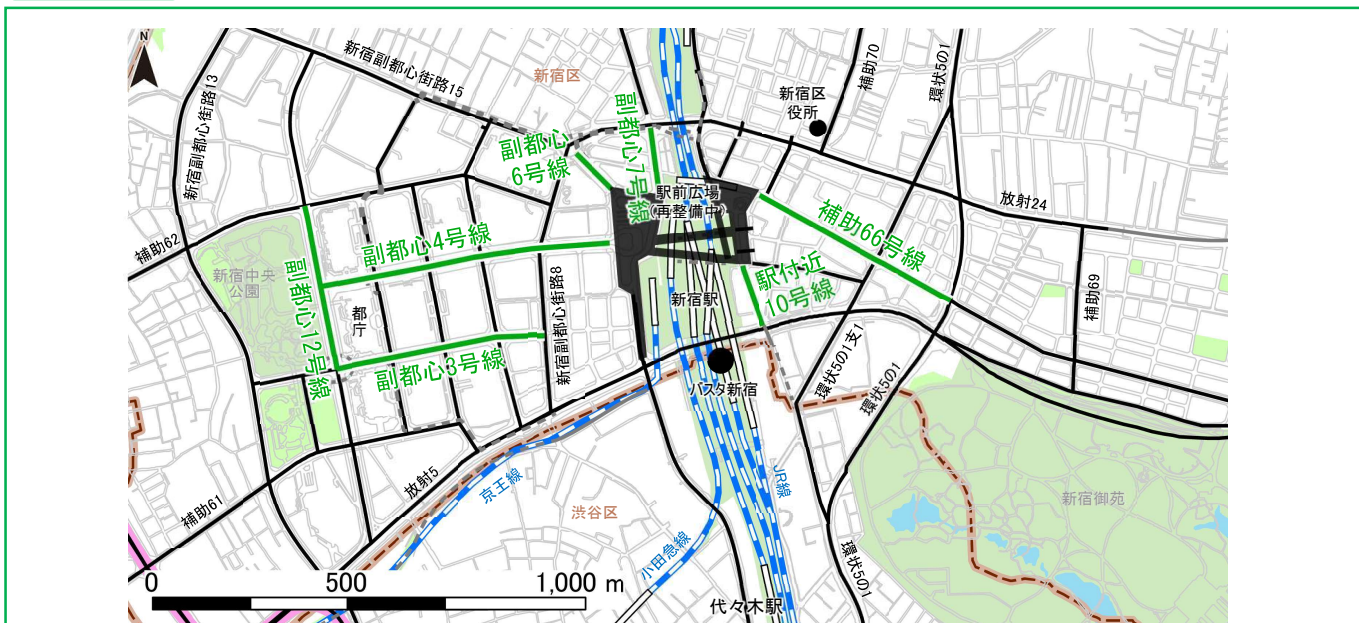 N
新宿副都心街路13
新宿副都心街路15
新宿区
副都心
6号線
副都心7号線
新宿区
役所
補助70
環状5の1
駅前広場
(再整備中)
放射24
補助62
副都心4号線
補助66号線
新宿中央
公園
副都心12号線
都庁
新宿副都心街路8
新宿駅
駅付近
10号線
補助69
副都心3号線
バスタ新宿
環状5の1支1
環状5の1
放射5
京王線
JR線
補助61
渋谷区
新宿御苑
小田急線
環状5の1
0
500
1,000 m
代々木駅